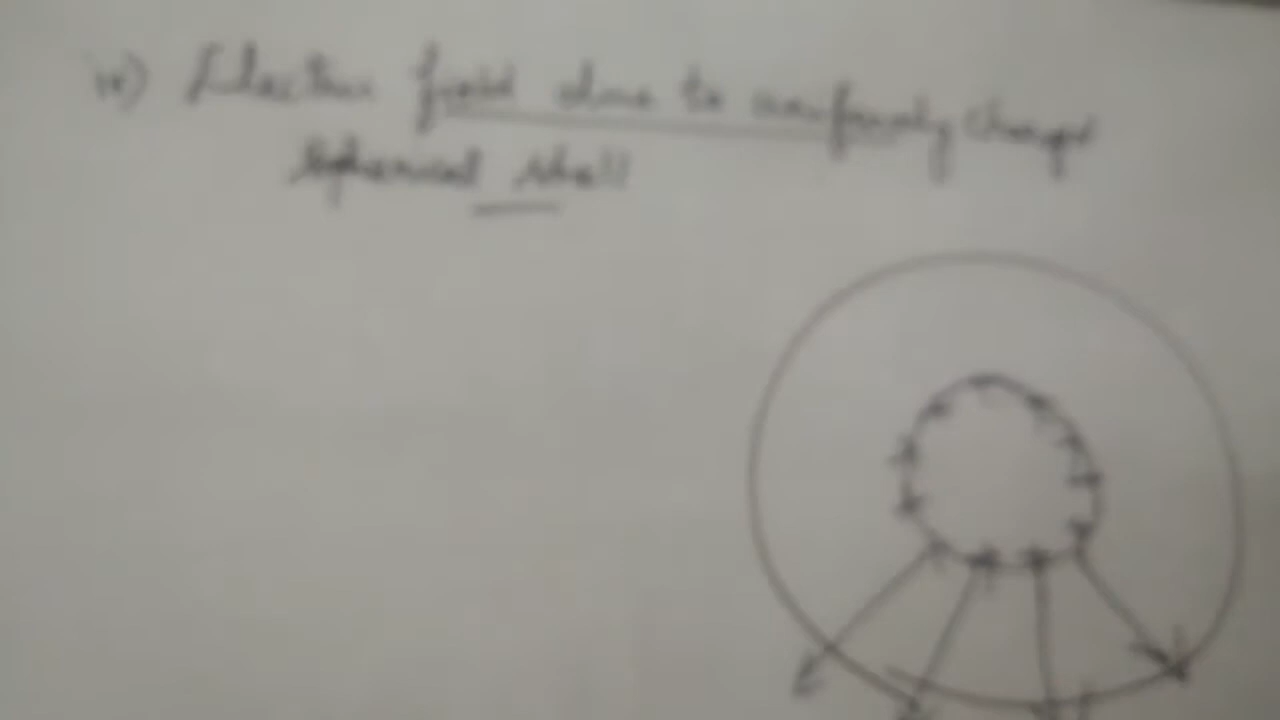 iv) Electric field due to uniformly charged
spherical shell